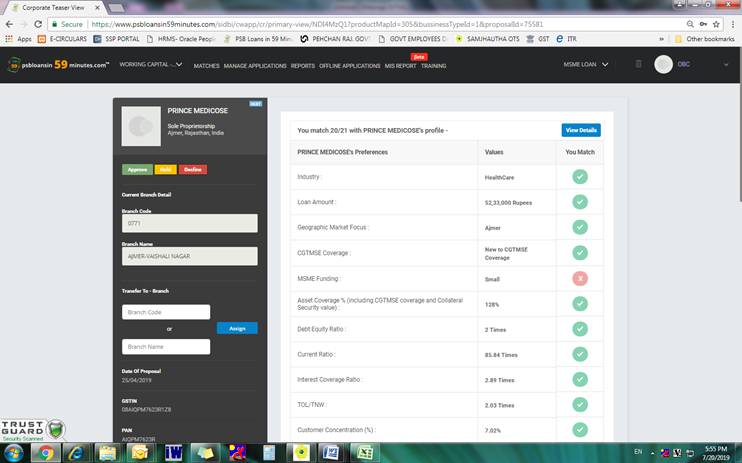 Corporate Teaser View
Secure
https://www.psbloansin59minutes.com/sidbi/cwapp/cr/primary-view/NDI4MzQ1?productMapId=305&bussinessTypeId=1&proposalId=75581
Apps
E-CIRCULARS
SSP PORTAL
HRMS- Oracle Peopl
PSB Loans in 59 Minu
PEHCHAN RAJ. GOVT
GOVT EMPLOYEES D
SAMJHAUTHA OTS
GST
ITR
Other bookmarks
psbloansin 59 minutes.com
WORKING CAPITAL -...
MATCHES
MANAGE APPLICATIONS
REPORTS
OFFLINE APPLICATIONS
MIS REPORT
Beta
TRAINING
MSME LOAN
OBC
PRINCE MEDICOSE
Sole Proprietorship
Ajmer, Rajasthan, India
Approve
Hold
Decline
Current Branch Detail
Branch Code
0771
Branch Name
AJMER-VAISHALI NAGAR
Transfer To - Branch
Branch Code
or
Assign
Branch Name
Date Of Proposal
25/04/2019
GSTIN
08AIQPM7623R1Z8
PAN
AIQPM7623R
You match 20/21 with PRINCE MEDICOSE's profile -
View Details
PRINCE MEDICOSE's Preferences
Values
You Match
Industry :
HealthCare
Loan Amount :
52,33,000 Rupees
Geographic Market Focus :
Ajmer
CGTMSE Coverage :
New to CGTMSE
Coverage
MSME Funding :
Small
X
Asset Coverage % (including CGTMSE coverage and Collateral
Security value) :
128%
Debt Equity Ratio :
2 Times
Current Ratio :
85.84 Times
Interest Coverage Ratio :
2.89 Times
TOL/TNW :
2.03 Times
Customer Concentration (%) :
7.02%
TRUST
GUARD
Security Scanned
EN
5:55 PM
7/20/2019